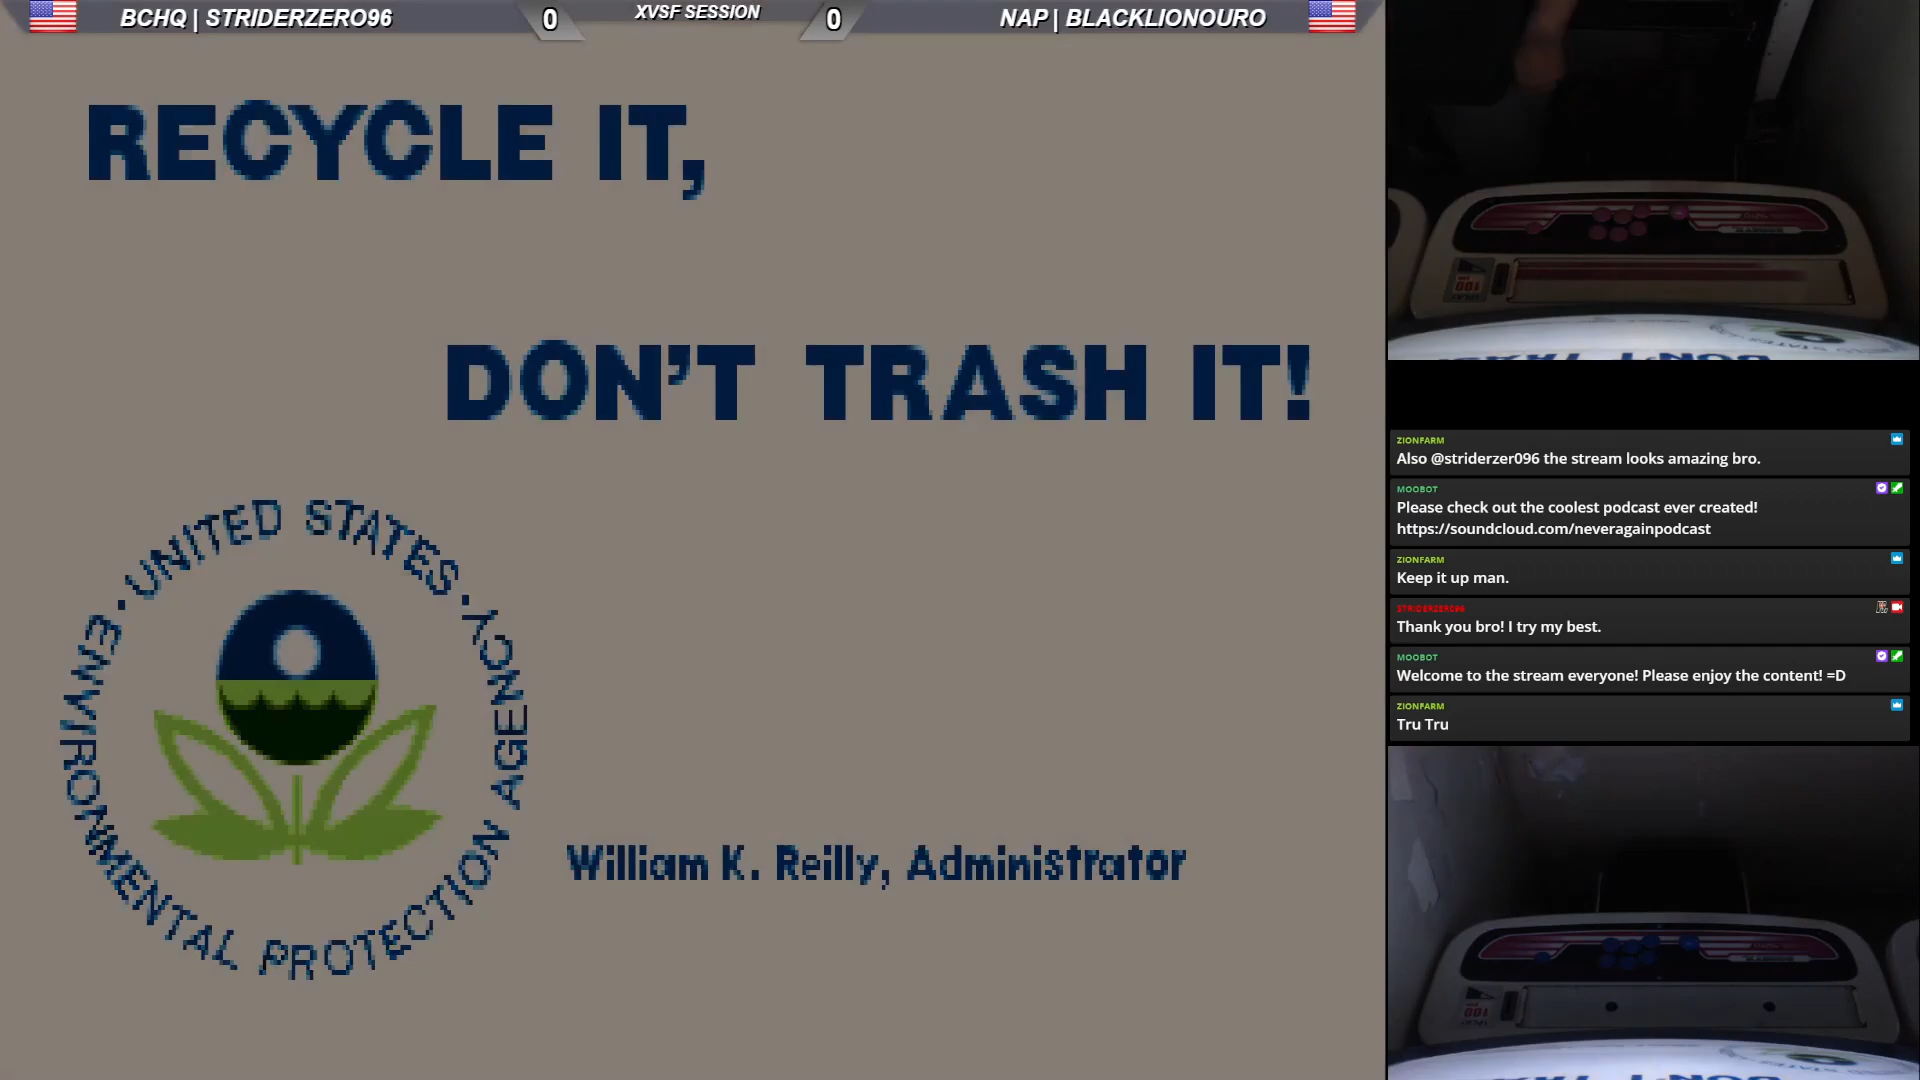 BCHQ | STRIDERZERO96
0
XVSF SESSION
0
NAP | BLACKLIONOURO
RECYCLE IT,
DON'T TRASH IT!
· UNITED STATES ·
ENVIRONMENTAL PROTECTION AGENCY
William K. Reilly, Administrator
ZIONFARM
Also @striderzer096 the stream looks amazing bro.
MOOBOT
Please check out the coolest podcast ever created!
https://soundcloud.com/neveragainpodcast
ZIONFARM
Keep it up man.
STRIDERZERO96
Thank you bro! I try my best.
MOOBOT
Welcome to the stream everyone! Please enjoy the content! =D
ZIONFARM
Tru Tru